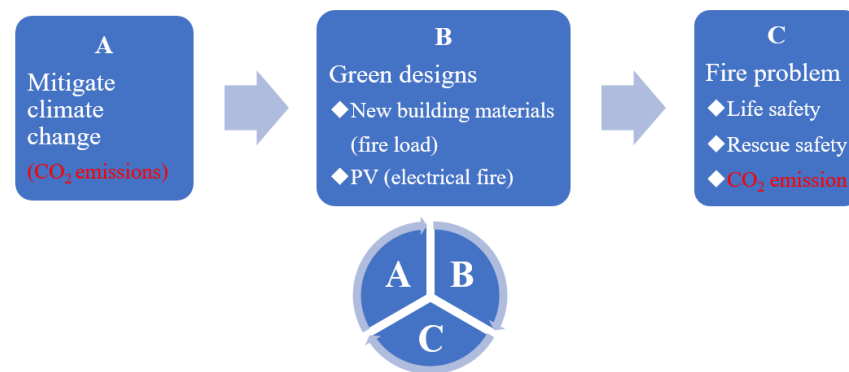 A
Mitigate
climate
change
(CO₂ emissions)
B
Green designs
◆New building materials
(fire load)
◆PV (electrical fire)
C
Fire problem
◆Life safety
◆Rescue safety
◆CO₂ emission
A
B
C